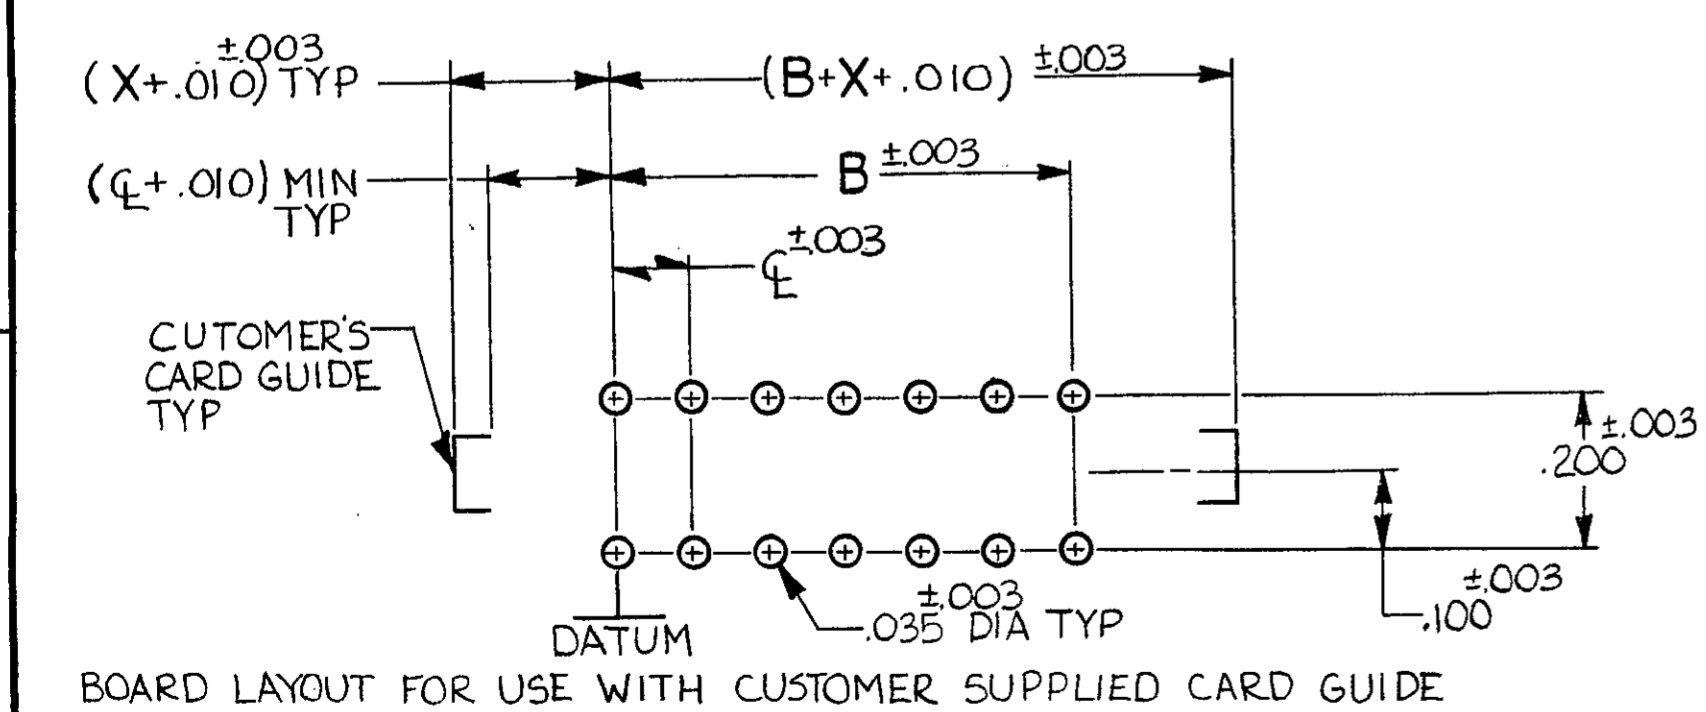 (X+.010) ±.003 TYP
(B+X+.010) ±.003
(℄+.010) MIN
TYP
B ±.003
℄ ±.003
CUTOMER'S
CARD GUIDE
TYP
.200 ±.003
.100 ±.003
.035 ±.003 DIA TYP
DATUM
BOARD LAYOUT FOR USE WITH CUSTOMER SUPPLIED CARD GUIDE